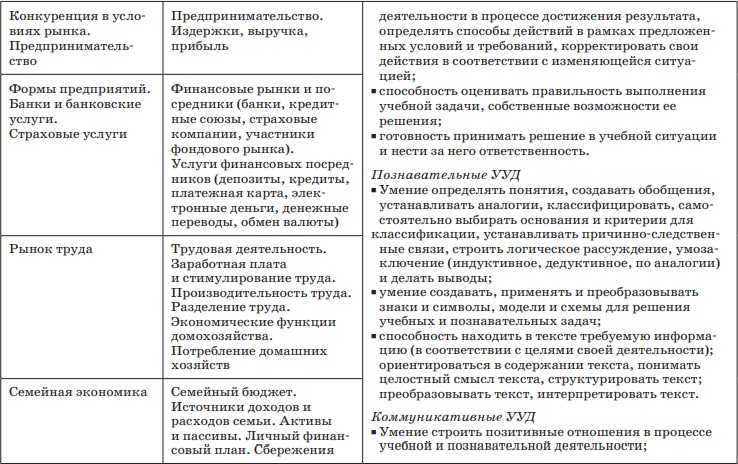 Конкуренция в усло-
виях рынка.
Предприниматель-
ство
Предпринимательство.
Издержки, выручка,
прибыль
Формы предприятий.
Банки и банковские
услуги.
Страховые услуги
Финансовые рынки и по-
средники (банки, кредит-
ные союзы, страховые
компании, участники
фондового рынка).
Услуги финансовых посред-
ников (депозиты, кредиты,
платежная карта, элек-
тронные деньги, денежные
переводы, обмен валюты)
Рынок труда
Трудовая деятельность.
Заработная плата
и стимулирование труда.
Производительность труда.
Разделение труда.
Экономические функции
домохозяйства.
Потребление домашних
хозяйств
Семейная экономика
Семейный бюджет.
Источники доходов и
расходов семьи. Активы
и пассивы. Личный финан-
совый план. Сбережения
деятельности в процессе достижения результата,
определять способы действий в рамках предложен-
ных условий и требований, корректировать свои
действия в соответствии с изменяющейся ситуа-
цией;
▪ способность оценивать правильность выполнения
учебной задачи, собственные возможности ее
решения;
▪ готовность принимать решение в учебной ситуации
и нести за него ответственность.
Познавательные УУД
▪ Умение определять понятия, создавать обобщения,
устанавливать аналогии, классифицировать, само-
стоятельно выбирать основания и критерии для
классификации, устанавливать причинно-следствен-
ные связи, строить логическое рассуждение, умоза-
ключение (индуктивное, дедуктивное, по аналогии)
и делать выводы;
▪ умение создавать, применять и преобразовывать
знаки и символы, модели и схемы для решения
учебных и познавательных задач;
▪ способность находить в тексте требуемую информа-
цию (в соответствии с целями своей деятельности);
ориентироваться в содержании текста, понимать
целостный смысл текста, структурировать текст;
преобразовывать текст, интерпретировать текст.
Коммуникативные УУД
▪ Умение строить позитивные отношения в процессе
учебной и познавательной деятельности;